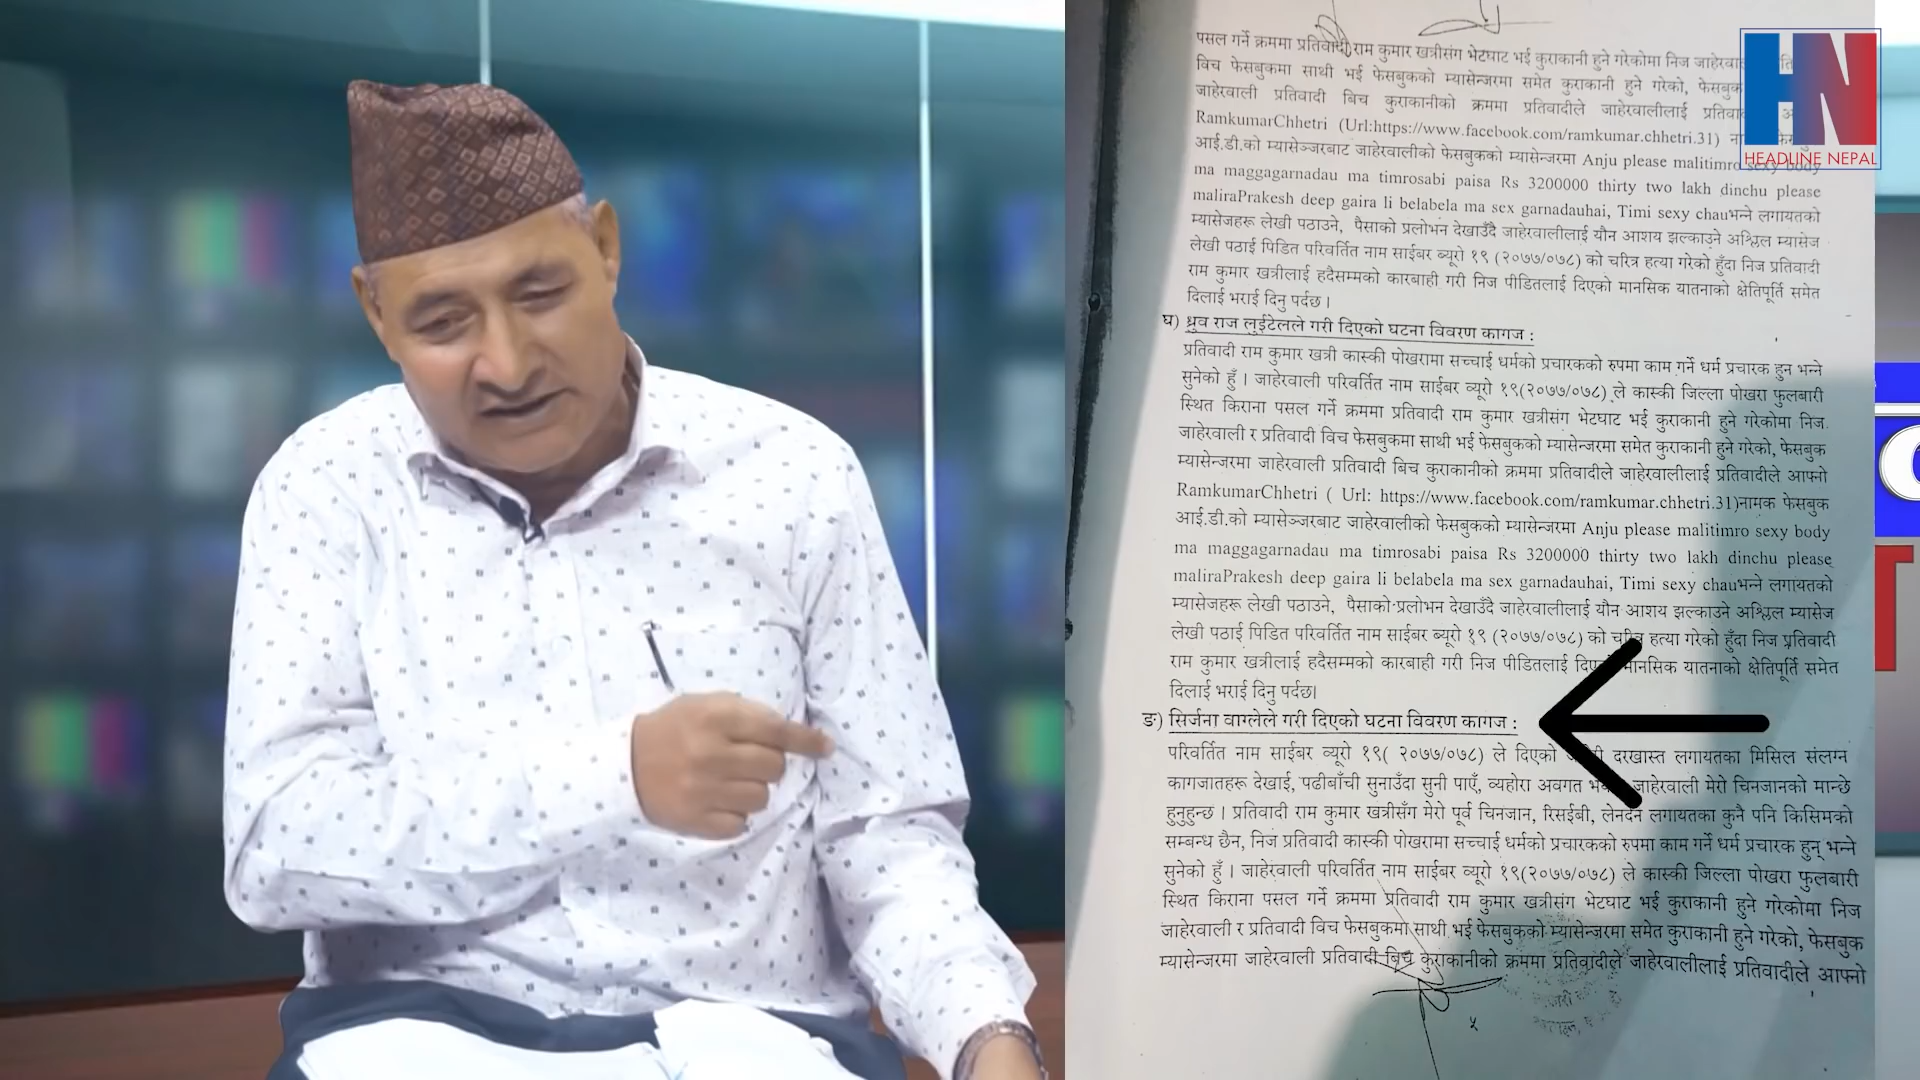 HN
HEADLINE NEPAL
पसल गर्ने क्रममा प्रतिवादी राम कुमार खत्रीसंग भेटघाट भई कुराकानी हुने गरेकोमा निज
विच फेसबुकमा साथी भई फेसबुकको म्यासेन्जरमा समेत कुराकानी हुने गरेको,
जाहेरवाली प्रतिवादी बिच कुराकानीको क्रममा प्रतिवादीले जाहेरवालीलाई
RamkumarChhetri (Url:https://www.facebook.com/ramkumar.chhetri.31)
आई.डी.को म्यासेञ्जरबाट जाहेरवालीको फेसबुकको म्यासेन्जरमा Anju please malitimro sexy body
ma maggagarnadau ma timrosabi paisa Rs 3200000 thirty two lakh dinchu please
maliraPrakesh deep gaira li belabela ma sex garnadauhai, Timi sexy chauभन्ने लगायतको
म्यासेजहरू लेखी पठाउने, पैसाको प्रलोभन देखाउँदै जाहेरवालीलाई यौन आशय झल्काउने अश्लिल म्यासेज
लेखी पठाई पिडित परिवर्तित नाम साईबर ब्यूरो १९ (२०७७/०७८) को चरित्र हत्या गरेको हुँदा निज प्रतिवादी
राम कुमार खत्रीलाई हदैसम्मको कारबाही गरी निज पीडितलाई दिएको मानसिक यातनाको क्षेतिपूर्ति समेत
दिलाई भराई दिनु पर्दछ ।
घ) ध्रुव राज लुईटेलले गरी दिएको घटना विवरण कागज :
प्रतिवादी राम कुमार खत्री कास्की पोखरामा सच्चाई धर्मको प्रचारकको रुपमा काम गर्ने धर्म प्रचारक हुन भन्ने
सुनेको हुँ । जाहेरवाली परिवर्तित नाम साईबर व्यूरो १९(२०७७/०७८) ले कास्की जिल्ला पोखरा फुलबारी
स्थित किराना पसल गर्ने क्रममा प्रतिवादी राम कुमार खत्रीसंग भेटघाट भई कुराकानी हुने गरेकोमा निज
जाहेरवाली र प्रतिवादी विच फेसबुकमा साथी भई फेसबुकको म्यासेन्जरमा समेत कुराकानी हुने गरेको, फेसबुक
म्यासेन्जरमा जाहेरवाली प्रतिवादी बिच कुराकानीको क्रममा प्रतिवादीले जाहेरवालीलाई प्रतिवादीले आफ्नो
RamkumarChhetri ( Url: https://www.facebook.com/ramkumar.chhetri.31)नामक फेसबुक
आई.डी.को म्यासेञ्जरबाट जाहेरवालीको फेसबुकको म्यासेन्जरमा Anju please malitimro sexy body
ma maggagarnadau ma timrosabi paisa Rs 3200000 thirty two lakh dinchu please
maliraPrakesh deep gaira li belabela ma sex garnadauhai, Timi sexy chauभन्ने लगायतको
म्यासेजहरू लेखी पठाउने, पैसाको प्रलोभन देखाउँदै जाहेरवालीलाई यौन आशय झल्काउने अश्लिल म्यासेज
लेखी पठाई पिडित परिवर्तित नाम साईबर ब्यूरो १९ (२०७७/०७८) को चरित्र हत्या गरेको हुँदा निज प्रतिवादी
राम कुमार खत्रीलाई हदैसम्मको कारबाही गरी निज पीडितलाई दिएको मानसिक यातनाको क्षेतिपूर्ति समेत
दिलाई भराई दिनु पर्दछ।
ङ) सिर्जना वाग्लेले गरी दिएको घटना विवरण कागज :
परिवर्तित नाम साईबर व्यूरो १९( २०७७/०७८) ले दिएको दरखास्त लगायतका मिसिल संलग्न
कागजातहरू देखाई, पढीबाँची सुनाउँदा सुनी पाएँ, व्यहोरा अवगत जाहेरवाली मेरो चिनजानको मान्छे
हुनुहुन्छ । प्रतिवादी राम कुमार खत्रीसँग मेरो पूर्व चिनजान, रिसईबी, लेनदेन लगायतका कुनै पनि किसिमको
सम्बन्ध छैन, निज प्रतिवादी कास्की पोखरामा सच्चाई धर्मको प्रचारकको रुपमा काम गर्ने धर्म प्रचारक हुन् भन्ने
सुनेको हुँ । जाहेरवाली परिवर्तित नाम साईबर व्यूरो १९(२०७७/०७८) ले कास्की जिल्ला पोखरा फुलबारी
स्थित किराना पसल गर्ने क्रममा प्रतिवादी राम कुमार खत्रीसंग भेटघाट भई कुराकानी हुने गरेकोमा निज
जाहेरवाली र प्रतिवादी विच फेसबुकमा साथी भई फेसबुकको म्यासेन्जरमा समेत कुराकानी हुने गरेको, फेसबुक
म्यासेन्जरमा जाहेरवाली प्रतिवादी बिच कुराकानीको क्रममा प्रतिवादीले जाहेरवालीलाई प्रतिवादीले आफ्नो
५